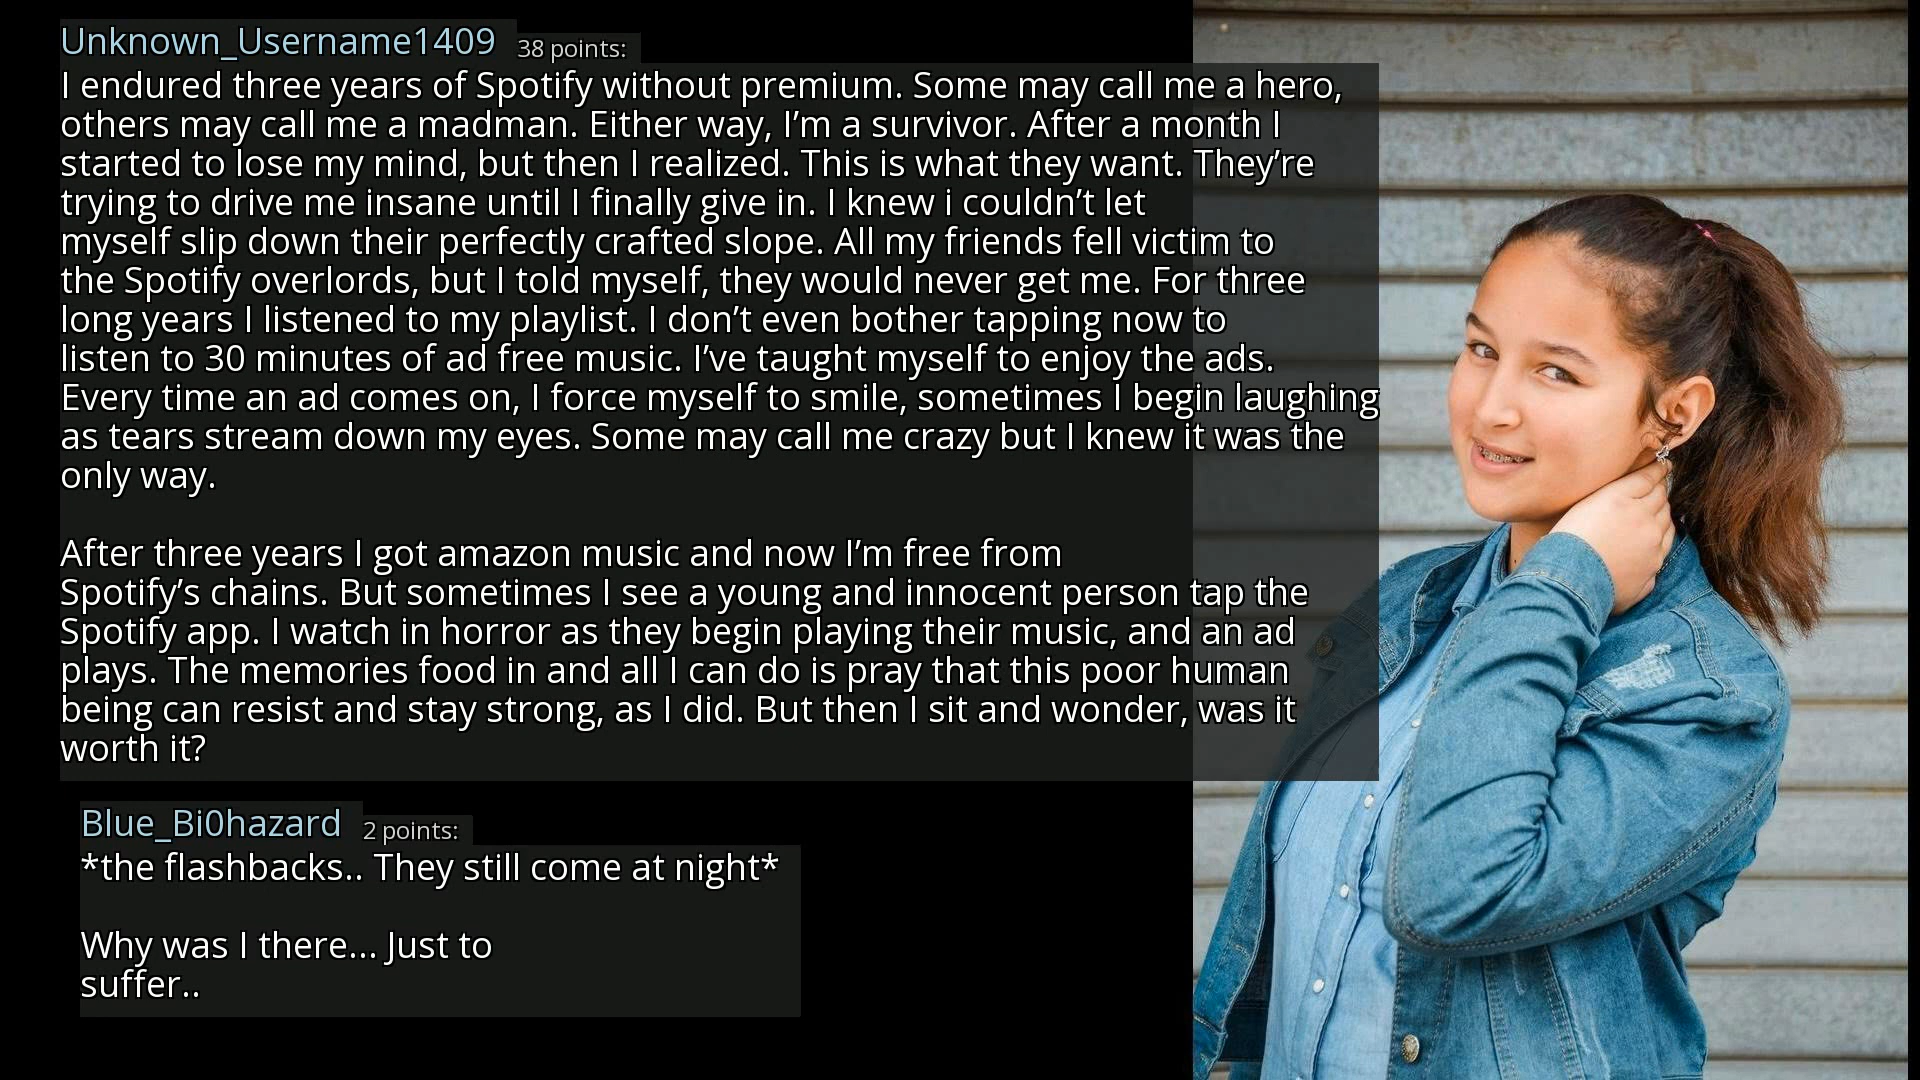 Unknown_Username1409 38 points:
I endured three years of Spotify without premium. Some may call me a hero,
others may call me a madman. Either way, I’m a survivor. After a month I
started to lose my mind, but then I realized. This is what they want. They’re
trying to drive me insane until I finally give in. I knew i couldn’t let
myself slip down their perfectly crafted slope. All my friends fell victim to
the Spotify overlords, but I told myself, they would never get me. For three
long years I listened to my playlist. I don’t even bother tapping now to
listen to 30 minutes of ad free music. I’ve taught myself to enjoy the ads.
Every time an ad comes on, I force myself to smile, sometimes I begin laughing
as tears stream down my eyes. Some may call me crazy but I knew it was the
only way.
After three years I got amazon music and now I’m free from
Spotify’s chains. But sometimes I see a young and innocent person tap the
Spotify app. I watch in horror as they begin playing their music, and an ad
plays. The memories food in and all I can do is pray that this poor human
being can resist and stay strong, as I did. But then I sit and wonder, was it
worth it?
Blue_Bi0hazard 2 points:
*the flashbacks.. They still come at night*
Why was I there... Just to
suffer..